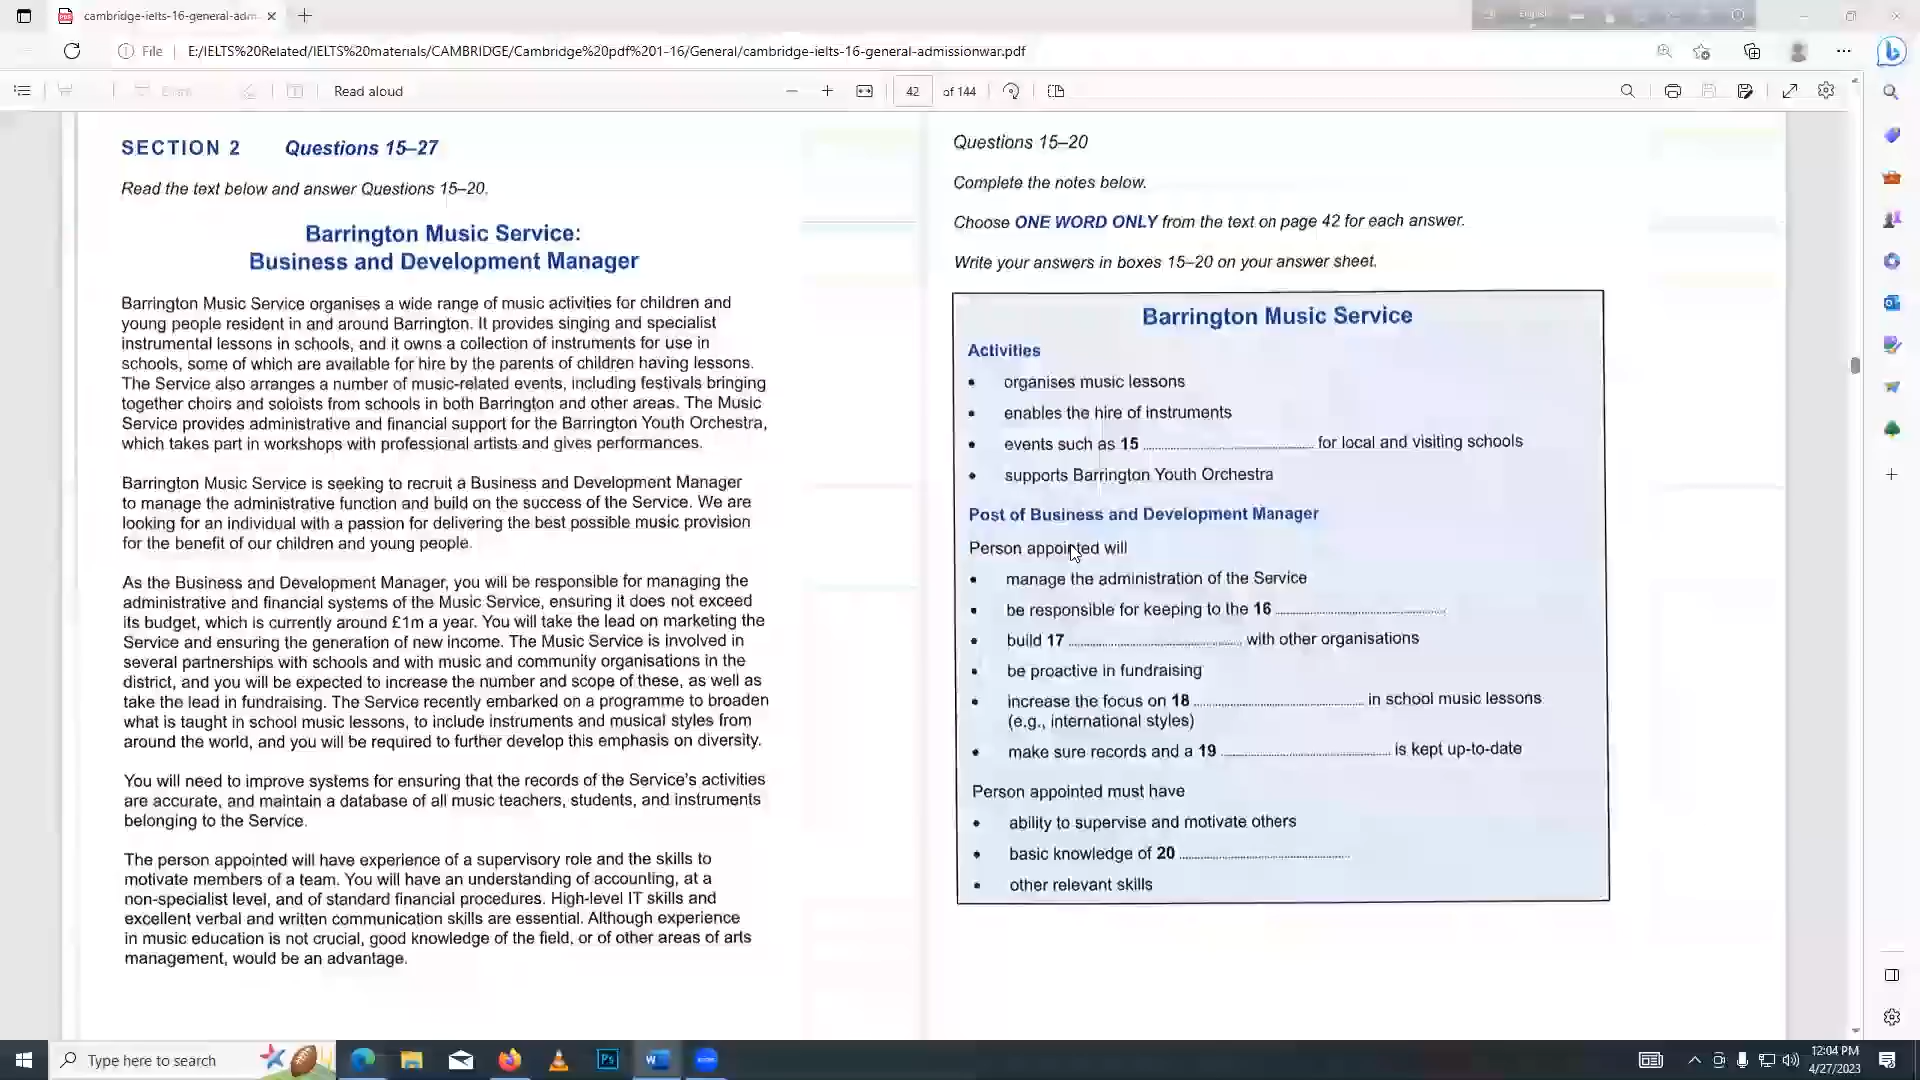 cambridge-ielts-16-general-adm
English
File
E:/IELTS%20Related/IELTS%20materials/CAMBRIDGE/Cambridge%20pdf%201-16/General/cambridge-ielts-16-general-admissionwar.pdf
Draw
Read aloud
42 of 144
SECTION 2 Questions 15–27
Read the text below and answer Questions 15–20.
Barrington Music Service:
Business and Development Manager
Barrington Music Service organises a wide range of music activities for children and
young people resident in and around Barrington. It provides singing and specialist
instrumental lessons in schools, and it owns a collection of instruments for use in
schools, some of which are available for hire by the parents of children having lessons.
The Service also arranges a number of music-related events, including festivals bringing
together choirs and soloists from schools in both Barrington and other areas. The Music
Service provides administrative and financial support for the Barrington Youth Orchestra,
which takes part in workshops with professional artists and gives performances.
Barrington Music Service is seeking to recruit a Business and Development Manager
to manage the administrative function and build on the success of the Service. We are
looking for an individual with a passion for delivering the best possible music provision
for the benefit of our children and young people.
As the Business and Development Manager, you will be responsible for managing the
administrative and financial systems of the Music Service, ensuring it does not exceed
its budget, which is currently around £1m a year. You will take the lead on marketing the
Service and ensuring the generation of new income. The Music Service is involved in
several partnerships with schools and with music and community organisations in the
district, and you will be expected to increase the number and scope of these, as well as
take the lead in fundraising. The Service recently embarked on a programme to broaden
what is taught in school music lessons, to include instruments and musical styles from
around the world, and you will be required to further develop this emphasis on diversity.
You will need to improve systems for ensuring that the records of the Service's activities
are accurate, and maintain a database of all music teachers, students, and instruments
belonging to the Service.
The person appointed will have experience of a supervisory role and the skills to
motivate members of a team. You will have an understanding of accounting, at a
non-specialist level, and of standard financial procedures. High-level IT skills and
excellent verbal and written communication skills are essential. Although experience
in music education is not crucial, good knowledge of the field, or of other areas of arts
management, would be an advantage.
Questions 15–20
Complete the notes below.
Choose ONE WORD ONLY from the text on page 42 for each answer.
Write your answers in boxes 15–20 on your answer sheet.
Barrington Music Service
Activities
• organises music lessons
• enables the hire of instruments
• events such as 15 .................... for local and visiting schools
• supports Barrington Youth Orchestra
Post of Business and Development Manager
Person appointed will
• manage the administration of the Service
• be responsible for keeping to the 16 ....................
• build 17 .................... with other organisations
• be proactive in fundraising
• increase the focus on 18 .................... in school music lessons
(e.g., international styles)
• make sure records and a 19 .................... is kept up-to-date
Person appointed must have
• ability to supervise and motivate others
• basic knowledge of 20 ....................
• other relevant skills
Type here to search
12:04 PM
4/27/2023